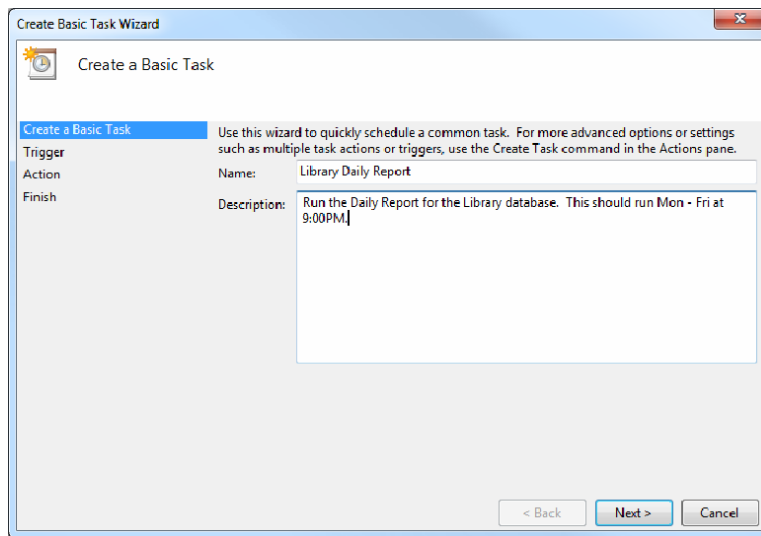 Create Basic Task Wizard
Create a Basic Task
Create a Basic Task
Trigger
Action
Finish
Use this wizard to quickly schedule a common task.  For more advanced options or settings
such as multiple task actions or triggers, use the Create Task command in the Actions pane.
Name: Library Daily Report
Description: Run the Daily Report for the Library database.  This should run Mon - Fri at
9:00PM.
< Back Next > Cancel